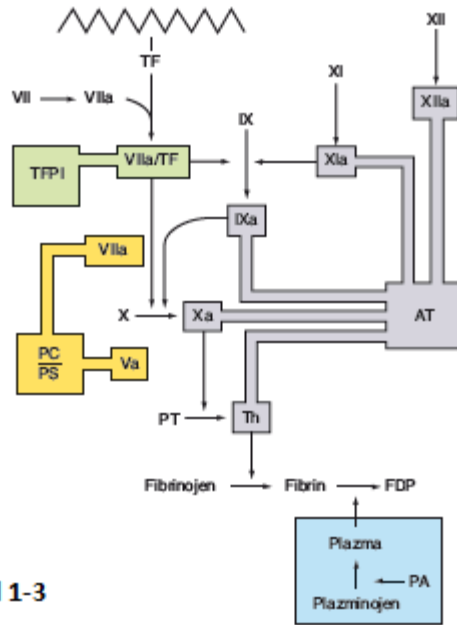 XII
TF
XI
VII
VIIa
IX
XIIa
TFPI
VIIa/TF
XIa
IXa
VIIa
X
Xa
AT
PC
PS
Va
PT
Th
Fibrinojen
Fibrin
FDP
Plazma
PA
Plazminojen
1-3